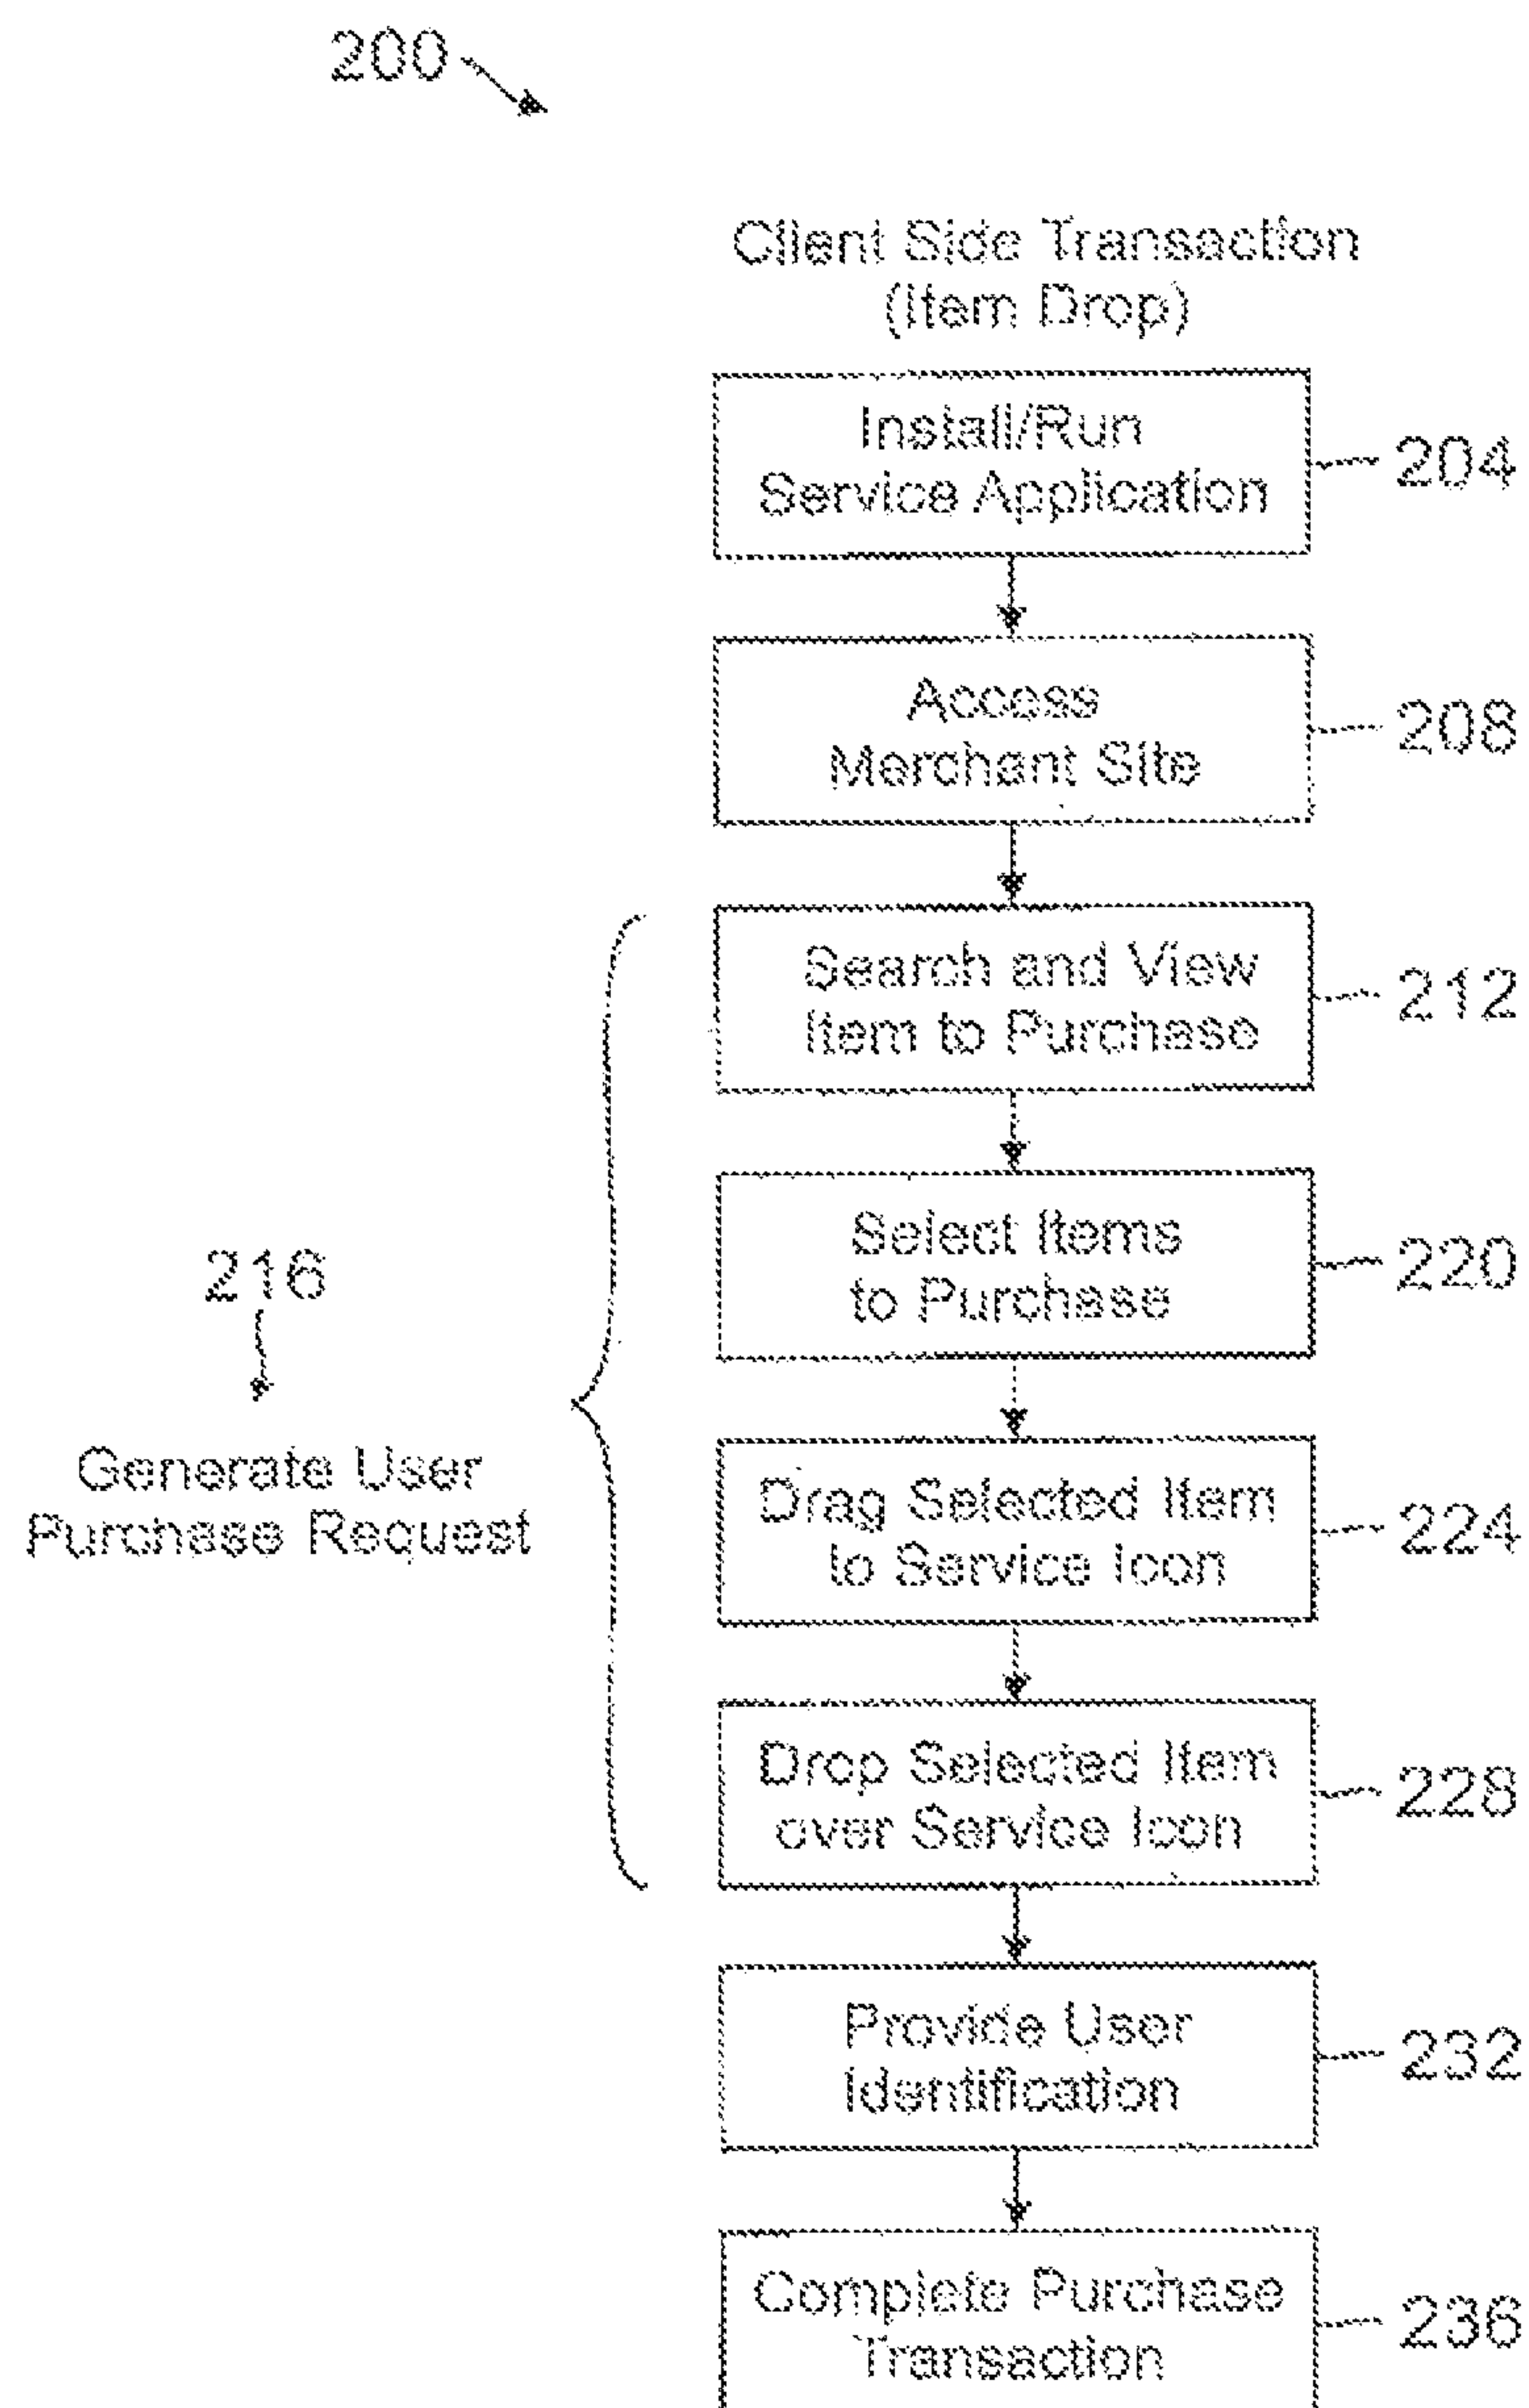 200
Client Side Transaction
(Item Drop)
Install/Run
Service Application
204
Access
Merchant Site
208
Search and View
Item to Purchase
212
Select Items
to Purchase
220
216
Generate User
Purchase Request
Drag Selected Item
to Service Icon
224
Drop Selected Item
over Service Icon
228
Provide User
Identification
232
Complete Purchase
Transaction
236